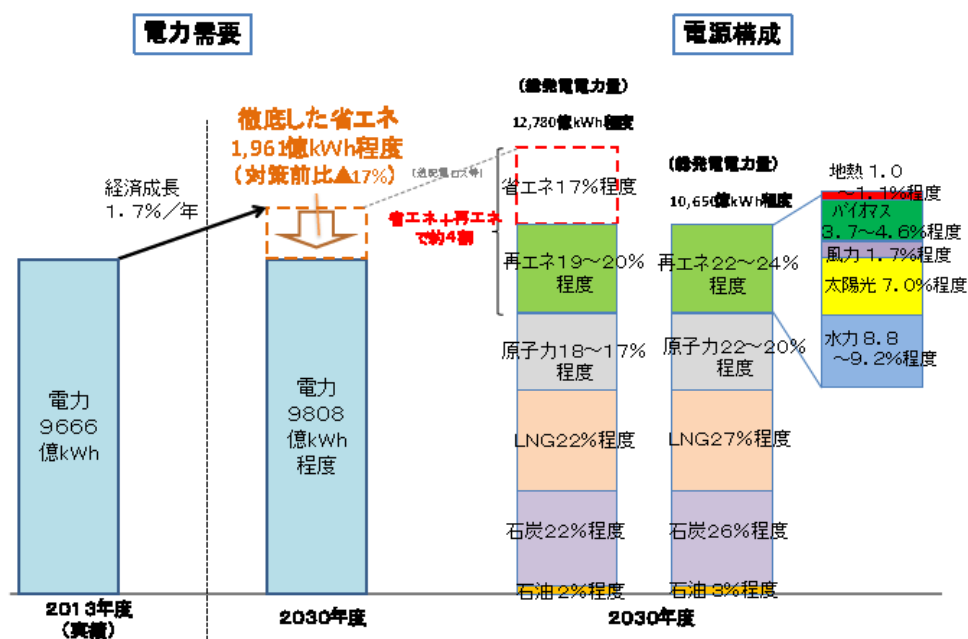 電力需要
電源構成
徹底した省エネ
1,961億kWh程度
(対策前比▲17%)
経済成長
1.7%/年
(送配電ロス等)
省エネ+再エネ
で約4割
電力
9666
億kWh
電力
9808
億kWh
程度
(総発電電力量)
12,780億kWh程度
省エネ17%程度
再エネ19~20%
程度
原子力18~17%
程度
LNG22%程度
石炭22%程度
石油2%程度
(総発電電力量)
10,650億kWh程度
再エネ22~24%
程度
原子力22~20%
程度
LNG27%程度
石炭26%程度
石油3%程度
地熱 1.0
~1.1%程度
バイオマス
3.7~4.6%程度
風力 1.7%程度
太陽光 7.0%程度
水力 8.8
~9.2%程度
2013年度
(実績)
2030年度
2030年度